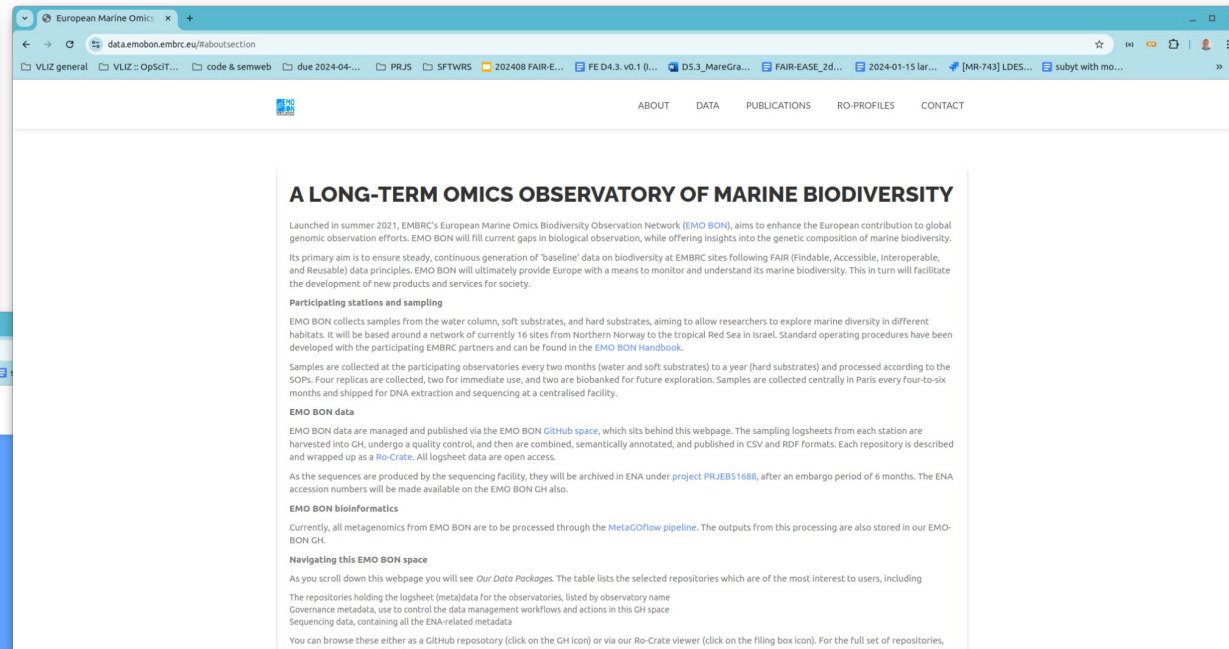 European Marine Omics
data.emobon.embrc.eu/#aboutsection
VLIZ general VLIZ :: OpSciT... code & semweb due 2024-04-... PRJS SFTWRS 202408 FAIR-E... FE D4.3. v0.1 (I... D5.3_MareGra... FAIR-EASE_2d... 2024-01-15 lar... [MR-743] LDES... subyt with mo... »
ABOUT DATA PUBLICATIONS RO-PROFILES CONTACT
A LONG-TERM OMICS OBSERVATORY OF MARINE BIODIVERSITY
Launched in summer 2021, EMBRC's European Marine Omics Biodiversity Observation Network (EMO BON), aims to enhance the European contribution to global
genomic observation efforts. EMO BON will fill current gaps in biological observation, while offering insights into the genetic composition of marine biodiversity.
Its primary aim is to ensure steady, continuous generation of 'baseline' data on biodiversity at EMBRC sites following FAIR (Findable, Accessible, Interoperable,
and Reusable) data principles. EMO BON will ultimately provide Europe with a means to monitor and understand its marine biodiversity. This in turn will facilitate
the development of new products and services for society.
Participating stations and sampling
EMO BON collects samples from the water column, soft substrates, and hard substrates, aiming to allow researchers to explore marine diversity in different
habitats. It will be based around a network of currently 16 sites from Northern Norway to the tropical Red Sea in Israel. Standard operating procedures have been
developed with the participating EMBRC partners and can be found in the EMO BON Handbook.
Samples are collected at the participating observatories every two months (water and soft substrates) to a year (hard substrates) and processed according to the
SOPs. Four replicas are collected, two for immediate use, and two are biobanked for future exploration. Samples are collected centrally in Paris every four-to-six
months and shipped for DNA extraction and sequencing at a centralised facility.
EMO BON data
EMO BON data are managed and published via the EMO BON GitHub space, which sits behind this webpage. The sampling logsheets from each station are
harvested into GH, undergo a quality control, and then are combined, semantically annotated, and published in CSV and RDF formats. Each repository is described
and wrapped up as a Ro-Crate. All logsheet data are open access.
As the sequences are produced by the sequencing facility, they will be archived in ENA under project PRJEB51688, after an embargo period of 6 months. The ENA
accession numbers will be made available on the EMO BON GH also.
EMO BON bioinformatics
Currently, all metagenomics from EMO BON are to be processed through the MetaGOflow pipeline. The outputs from this processing are also stored in our EMO-
BON GH.
Navigating this EMO BON space
As you scroll down this webpage you will see Our Data Packages. The table lists the selected repositories which are of the most interest to users, including
The repositories holding the logsheet (meta)data for the observatories, listed by observatory name
Governance metadata, use to control the data management workflows and actions in this GH space
Sequencing data, containing all the ENA-related metadata
You can browse these either as a GitHub reposotory (click on the GH icon) or via our Ro-Crate viewer (click on the filing box icon). For the full set of repositories,